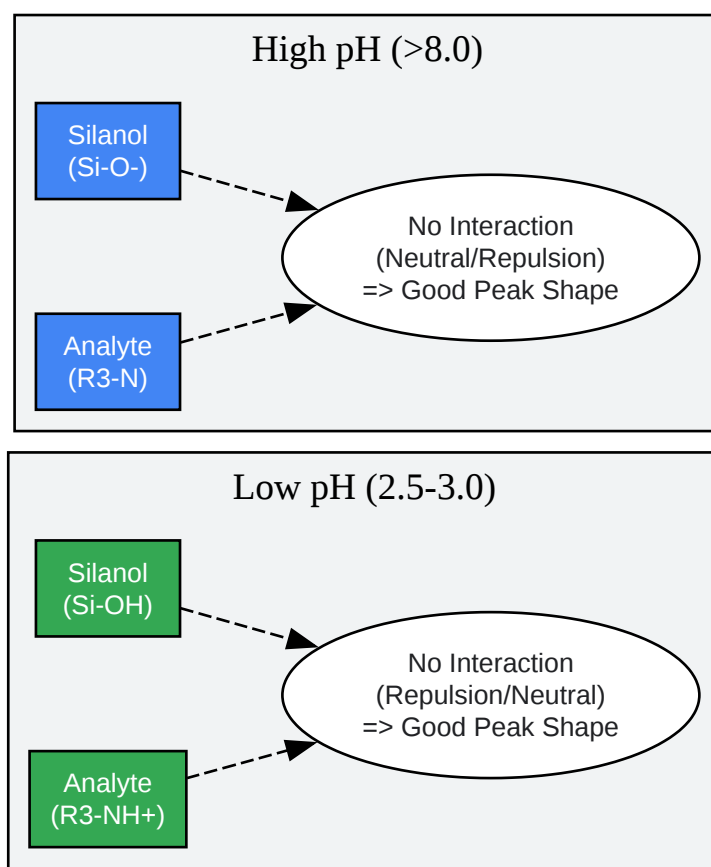 High pH (>8.0)
Silanol
(Si-O-)
No Interaction
(Neutral/Repulsion)
=> Good Peak Shape
Analyte
(R3-N)
Low pH (2.5-3.0)
Silanol
(Si-OH)
No Interaction
(Repulsion/Neutral)
=> Good Peak Shape
Analyte
(R3-NH+)